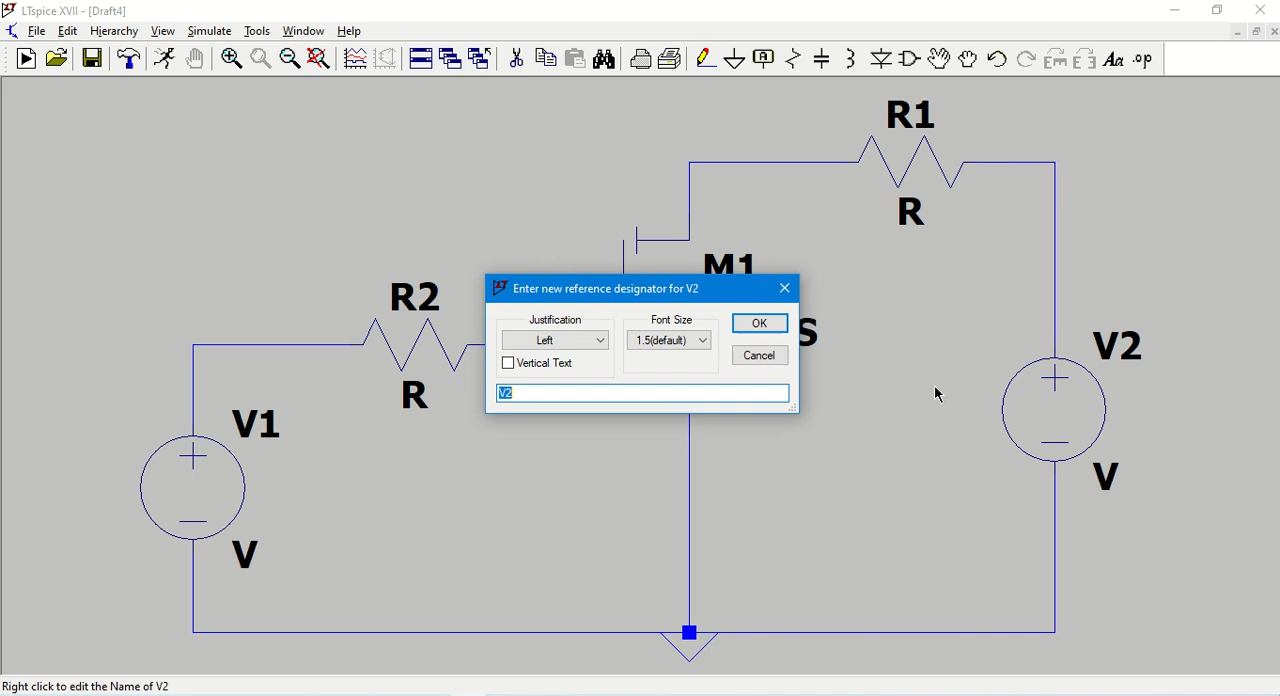 LTspice XVII - [Draft4]
File Edit Hierarchy View Simulate Tools Window Help
Aa .op
R1
R
M1
S
R2
R
V1
V
V2
V
Enter new reference designator for V2
Justification
Left
Vertical Text
Font Size
1.5(default)
OK
Cancel
V2
Right click to edit the Name of V2